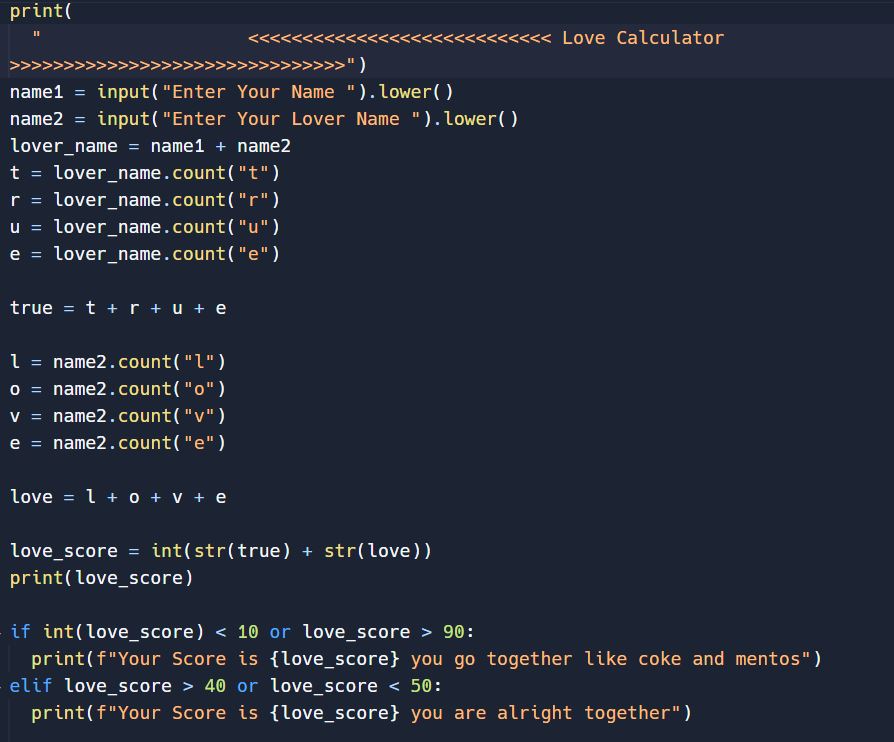 print(
  "                   <<<<<<<<<<<<<<<<<<<<<<<<<<<< Love Calculator
>>>>>>>>>>>>>>>>>>>>>>>>>>>>>>>")
name1 = input("Enter Your Name ").lower()
name2 = input("Enter Your Lover Name ").lower()
lover_name = name1 + name2
t = lover_name.count("t")
r = lover_name.count("r")
u = lover_name.count("u")
e = lover_name.count("e")

true = t + r + u + e

l = name2.count("l")
o = name2.count("o")
v = name2.count("v")
e = name2.count("e")

love = l + o + v + e

love_score = int(str(true) + str(love))
print(love_score)

if int(love_score) < 10 or love_score > 90:
  print(f"Your Score is {love_score} you go together like coke and mentos")
elif love_score > 40 or love_score < 50:
  print(f"Your Score is {love_score} you are alright together")